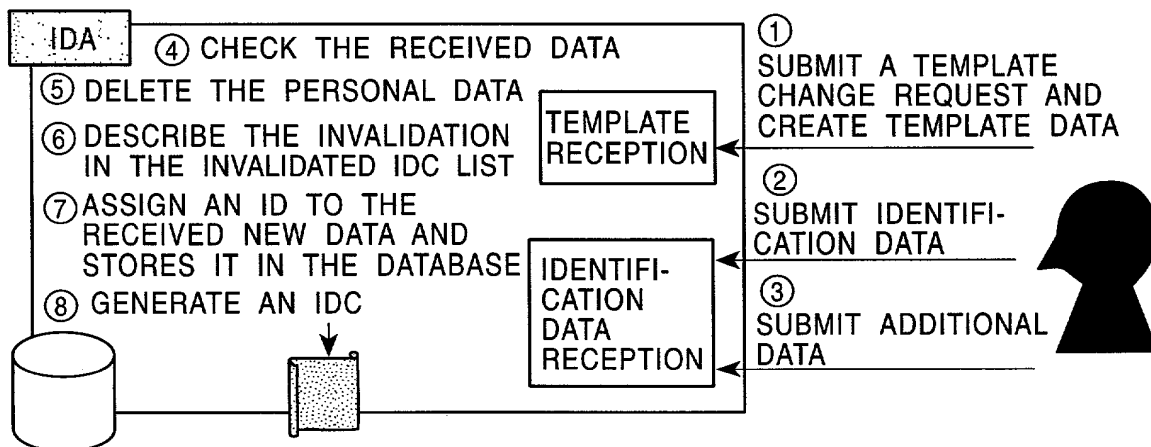 IDA
④ CHECK THE RECEIVED DATA
⑤ DELETE THE PERSONAL DATA
⑥ DESCRIBE THE INVALIDATION
IN THE INVALIDATED IDC LIST
⑦ ASSIGN AN ID TO THE
RECEIVED NEW DATA AND
STORES IT IN THE DATABASE
⑧ GENERATE AN IDC
TEMPLATE
RECEPTION
IDENTIFI-
CATION
DATA
RECEPTION
①
SUBMIT A TEMPLATE
CHANGE REQUEST AND
CREATE TEMPLATE DATA
②
SUBMIT IDENTIFI-
CATION DATA
③
SUBMIT ADDITIONAL
DATA